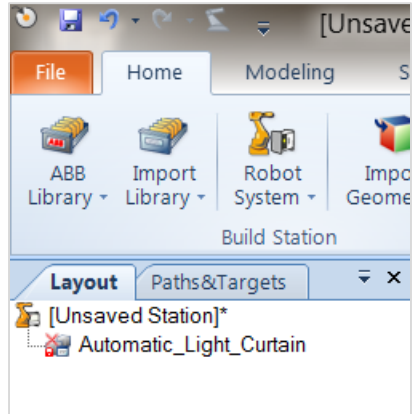 [Unsave
File Home Modeling S
ABB Library Import Library Robot System Impo Geome
Build Station
Layout Paths&Targets
[Unsaved Station]*
Automatic_Light_Curtain